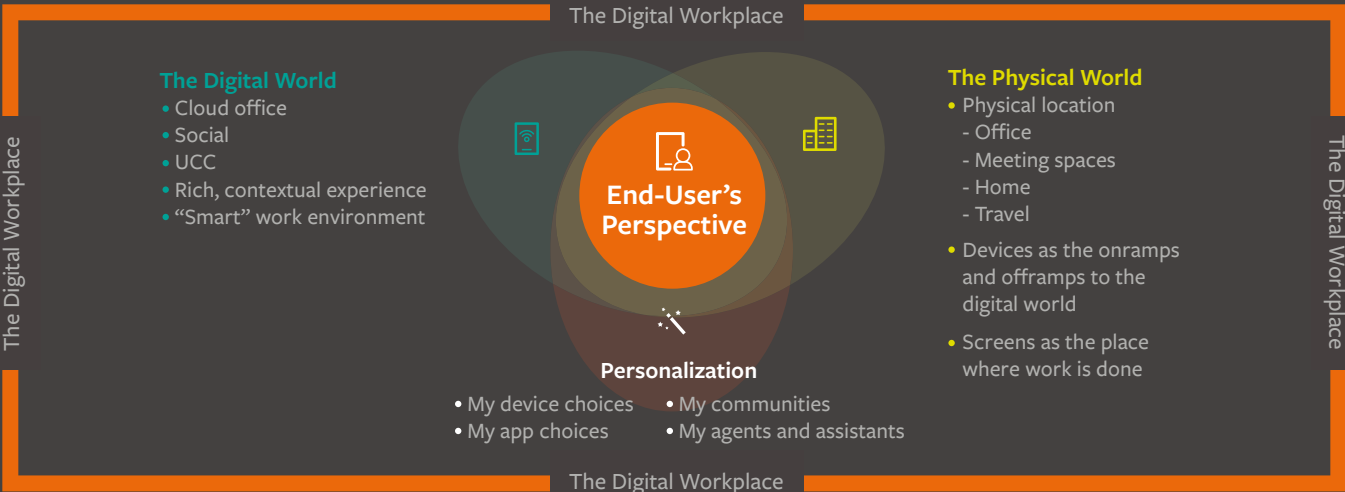 The Digital Workplace
The Digital Workplace
The Digital World
• Cloud office
• Social
• UCC
• Rich, contextual experience
• “Smart” work environment
End-User’s
Perspective
The Physical World
• Physical location
- Office
- Meeting spaces
- Home
- Travel
• Devices as the onramps
and offramps to the
digital world
• Screens as the place
where work is done
Personalization
• My device choices
• My app choices
• My communities
• My agents and assistants
The Digital Workplace
The Digital Workplace